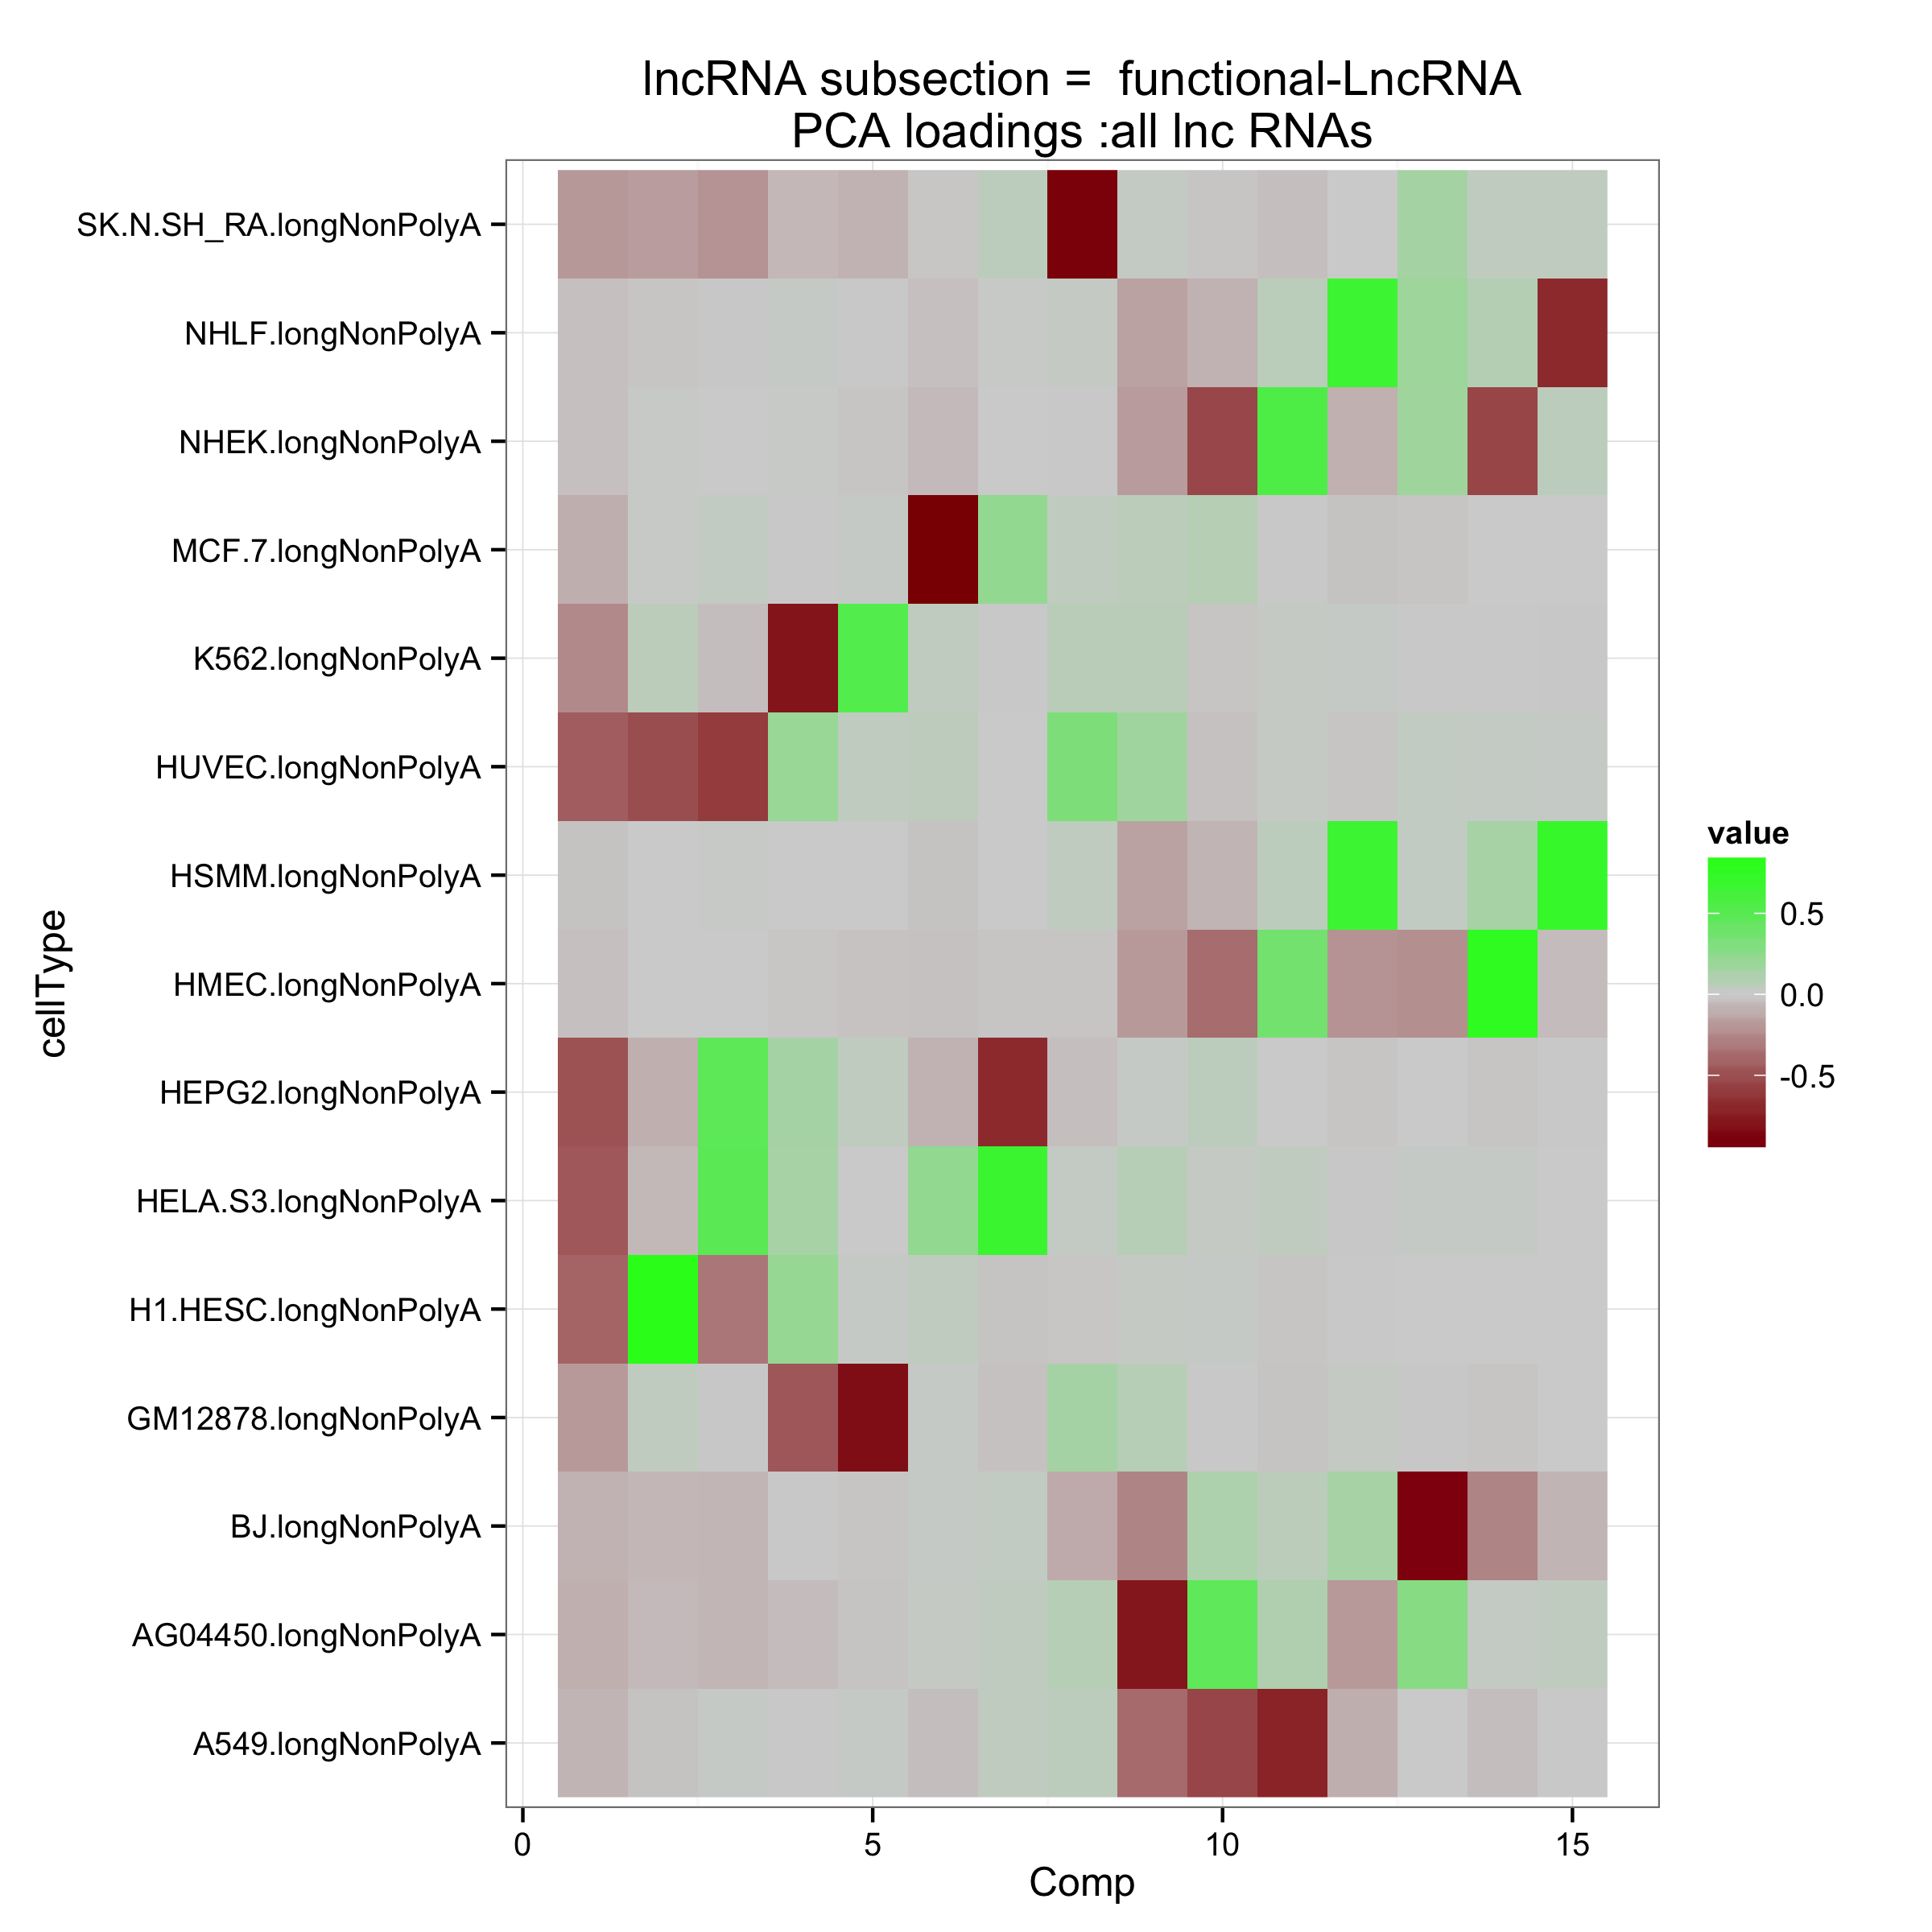 lncRNA subsection =  functional-LncRNA
PCA loadings :all lnc RNAs
cellType
SK.N.SH_RA.longNonPolyA
NHLF.longNonPolyA
NHEK.longNonPolyA
MCF.7.longNonPolyA
K562.longNonPolyA
HUVEC.longNonPolyA
HSMM.longNonPolyA
HMEC.longNonPolyA
HEPG2.longNonPolyA
HELA.S3.longNonPolyA
H1.HESC.longNonPolyA
GM12878.longNonPolyA
BJ.longNonPolyA
AG04450.longNonPolyA
A549.longNonPolyA
0 5 10 15
Comp
value
0.5
0.0
-0.5